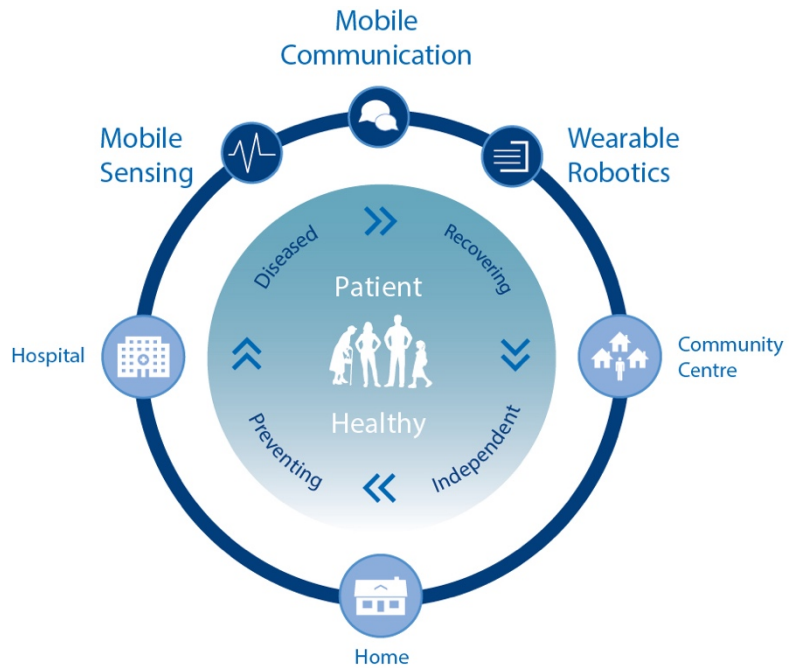 Mobile
Communication
Mobile
Sensing
Wearable
Robotics
Diseased
Recovering
Patient
Hospital
Community
Centre
Healthy
Preventing
Independent
Home